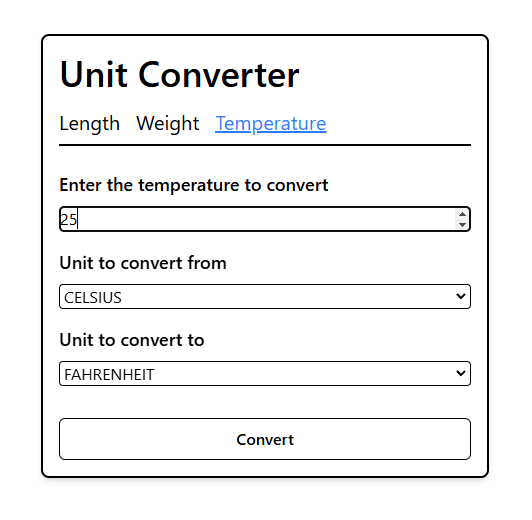 Unit Converter
Length Weight Temperature
Enter the temperature to convert
25
Unit to convert from
CELSIUS
Unit to convert to
FAHRENHEIT
Convert